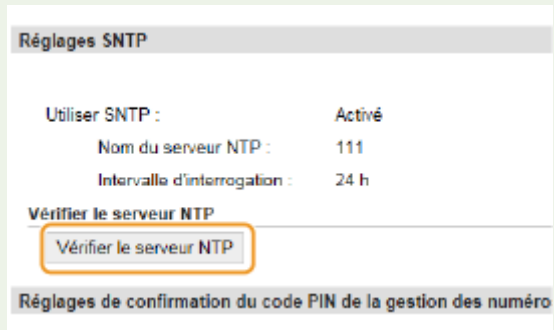 Réglages SNTP
Utiliser SNTP : Activé
Nom du serveur NTP : 111
Intervalle d'interrogation : 24 h
Vérifier le serveur NTP
Vérifier le serveur NTP
Réglages de confirmation du code PIN de la gestion des numéro